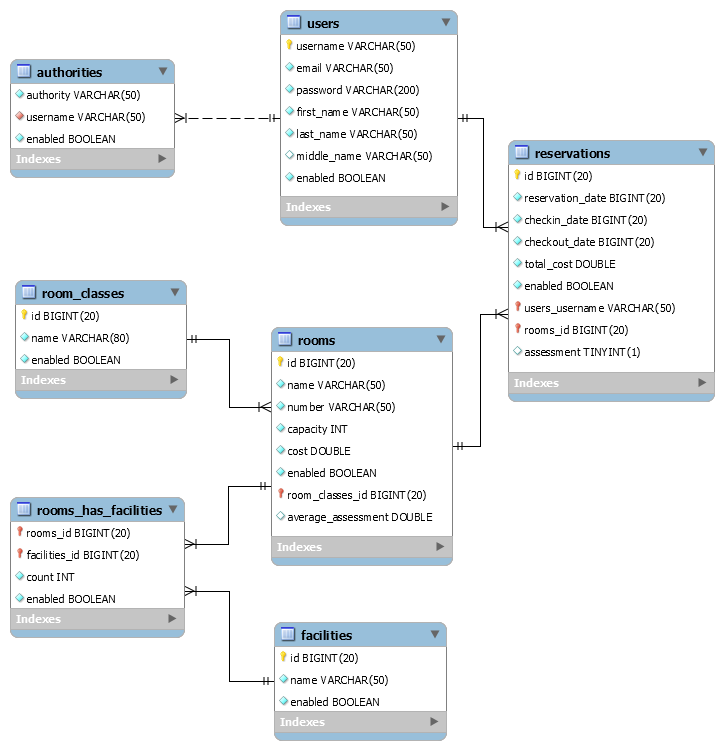 users
username VARCHAR(50)
email VARCHAR(50)
password VARCHAR(200)
first_name VARCHAR(50)
last_name VARCHAR(50)
middle_name VARCHAR(50)
enabled BOOLEAN
Indexes
authorities
authority VARCHAR(50)
username VARCHAR(50)
enabled BOOLEAN
Indexes
reservations
id BIGINT(20)
reservation_date BIGINT(20)
checkin_date BIGINT(20)
checkout_date BIGINT(20)
total_cost DOUBLE
enabled BOOLEAN
users_username VARCHAR(50)
rooms_id BIGINT(20)
assessment TINYINT(1)
Indexes
room_classes
id BIGINT(20)
name VARCHAR(80)
enabled BOOLEAN
Indexes
rooms
id BIGINT(20)
name VARCHAR(50)
number VARCHAR(50)
capacity INT
cost DOUBLE
enabled BOOLEAN
room_classes_id BIGINT(20)
average_assessment DOUBLE
Indexes
rooms_has_facilities
rooms_id BIGINT(20)
facilities_id BIGINT(20)
count INT
enabled BOOLEAN
Indexes
facilities
id BIGINT(20)
name VARCHAR(50)
enabled BOOLEAN
Indexes